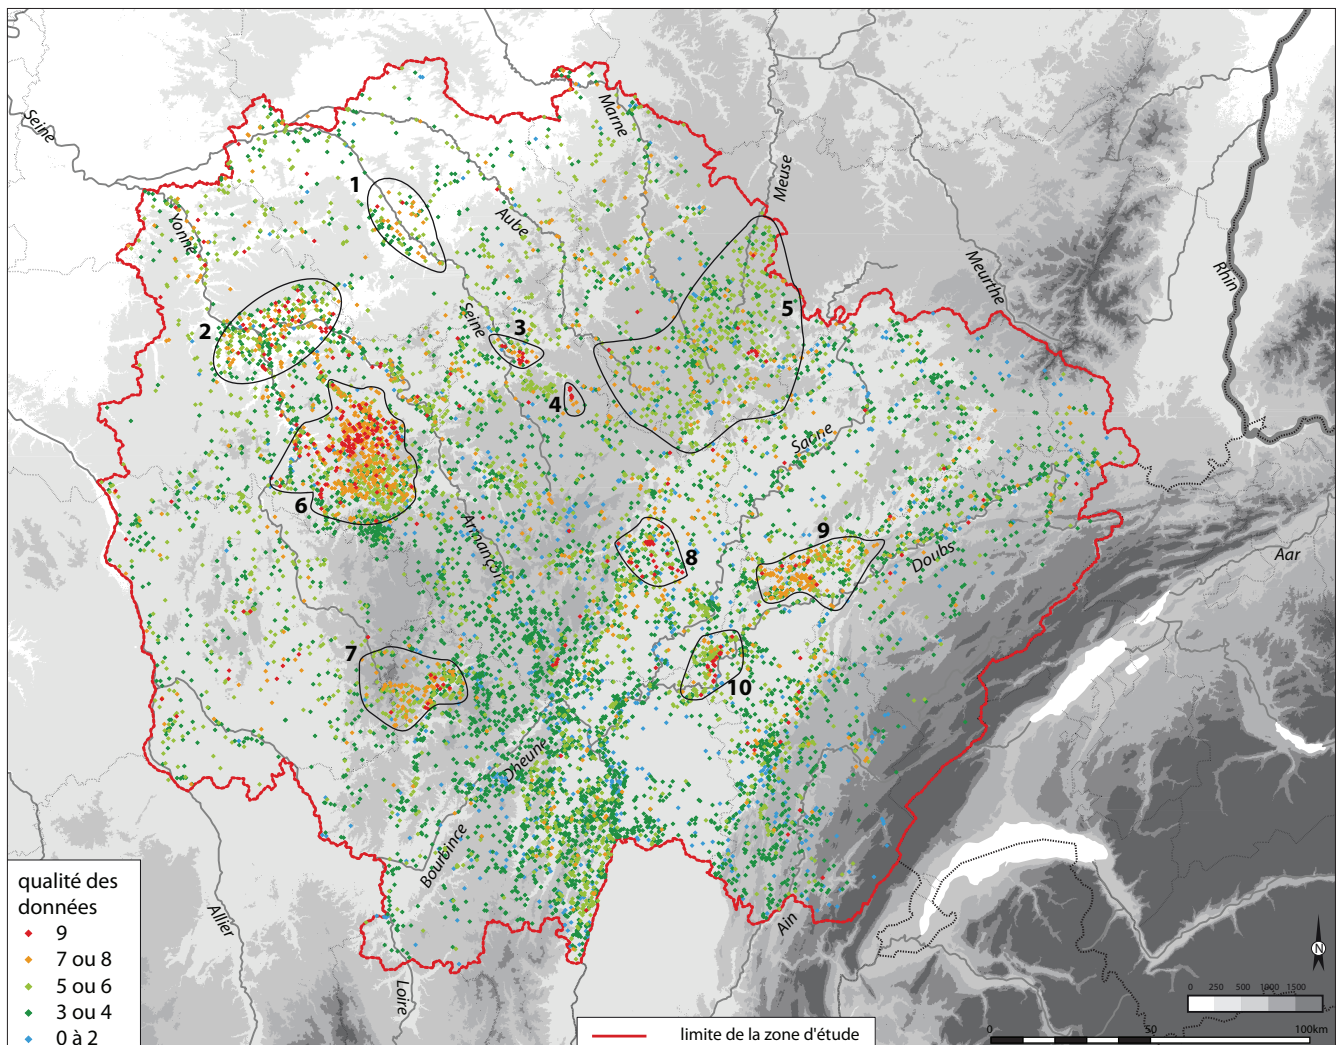 Seine
Marne
Meuse
1
Yonne
Aube
Meurthe
Rhin
2
Seine
3
5
4
Saône
6
Armançon
8
9
Doubs
Aar
7
10
Dheune
Bourbince
Allier
Loire
Ain
qualité des
données
9
7 ou 8
5 ou 6
3 ou 4
0 à 2
limite de la zone d'étude
N
0 250 500 1000 1500
0 50 100km